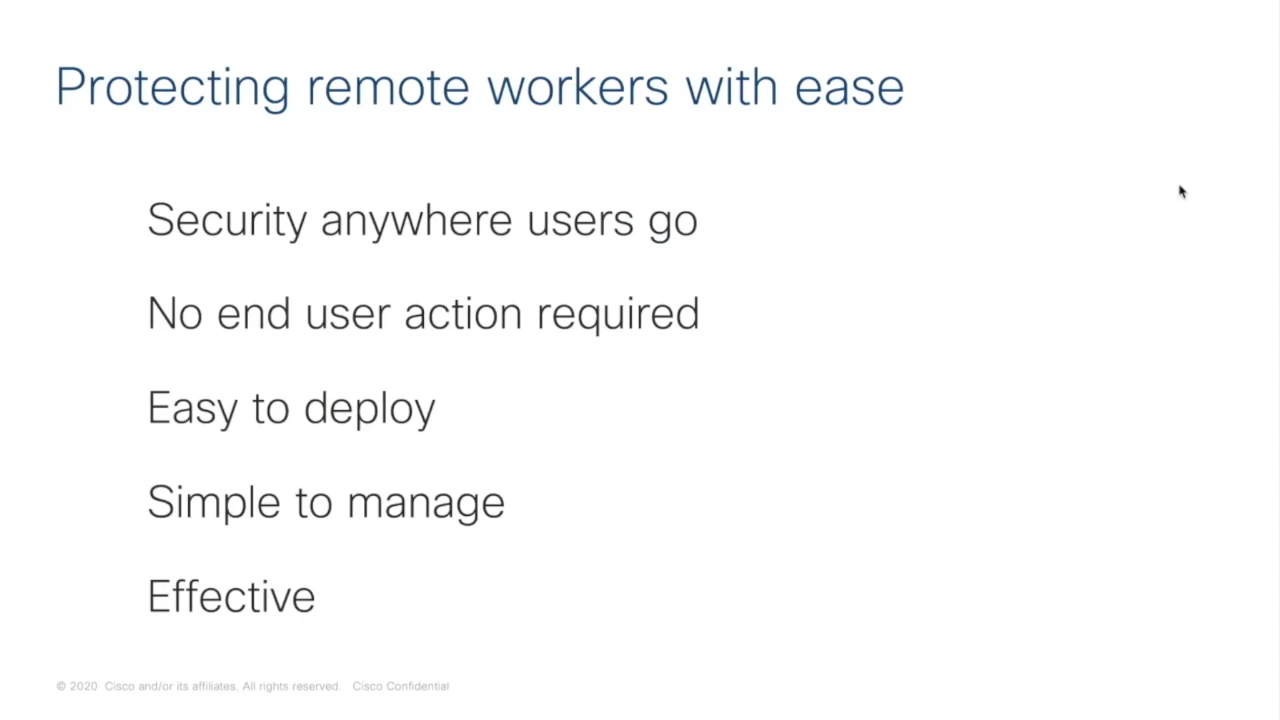 Protecting remote workers with ease
Security anywhere users go
No end user action required
Easy to deploy
Simple to manage
Effective
© 2020 Cisco and/or its affiliates. All rights reserved. Cisco Confidential